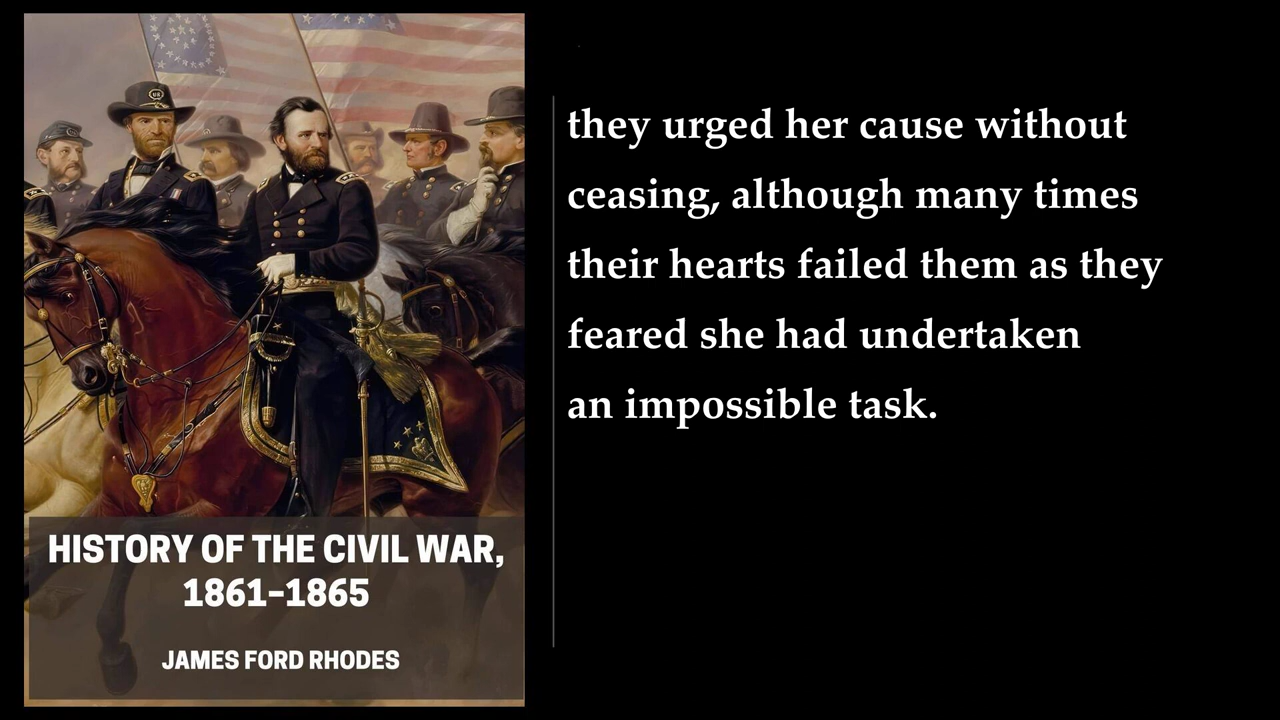 they urged her cause without
ceasing, although many times
their hearts failed them as they
feared she had undertaken
an impossible task.
HISTORY OF THE CIVIL WAR,
1861–1865
JAMES FORD RHODES